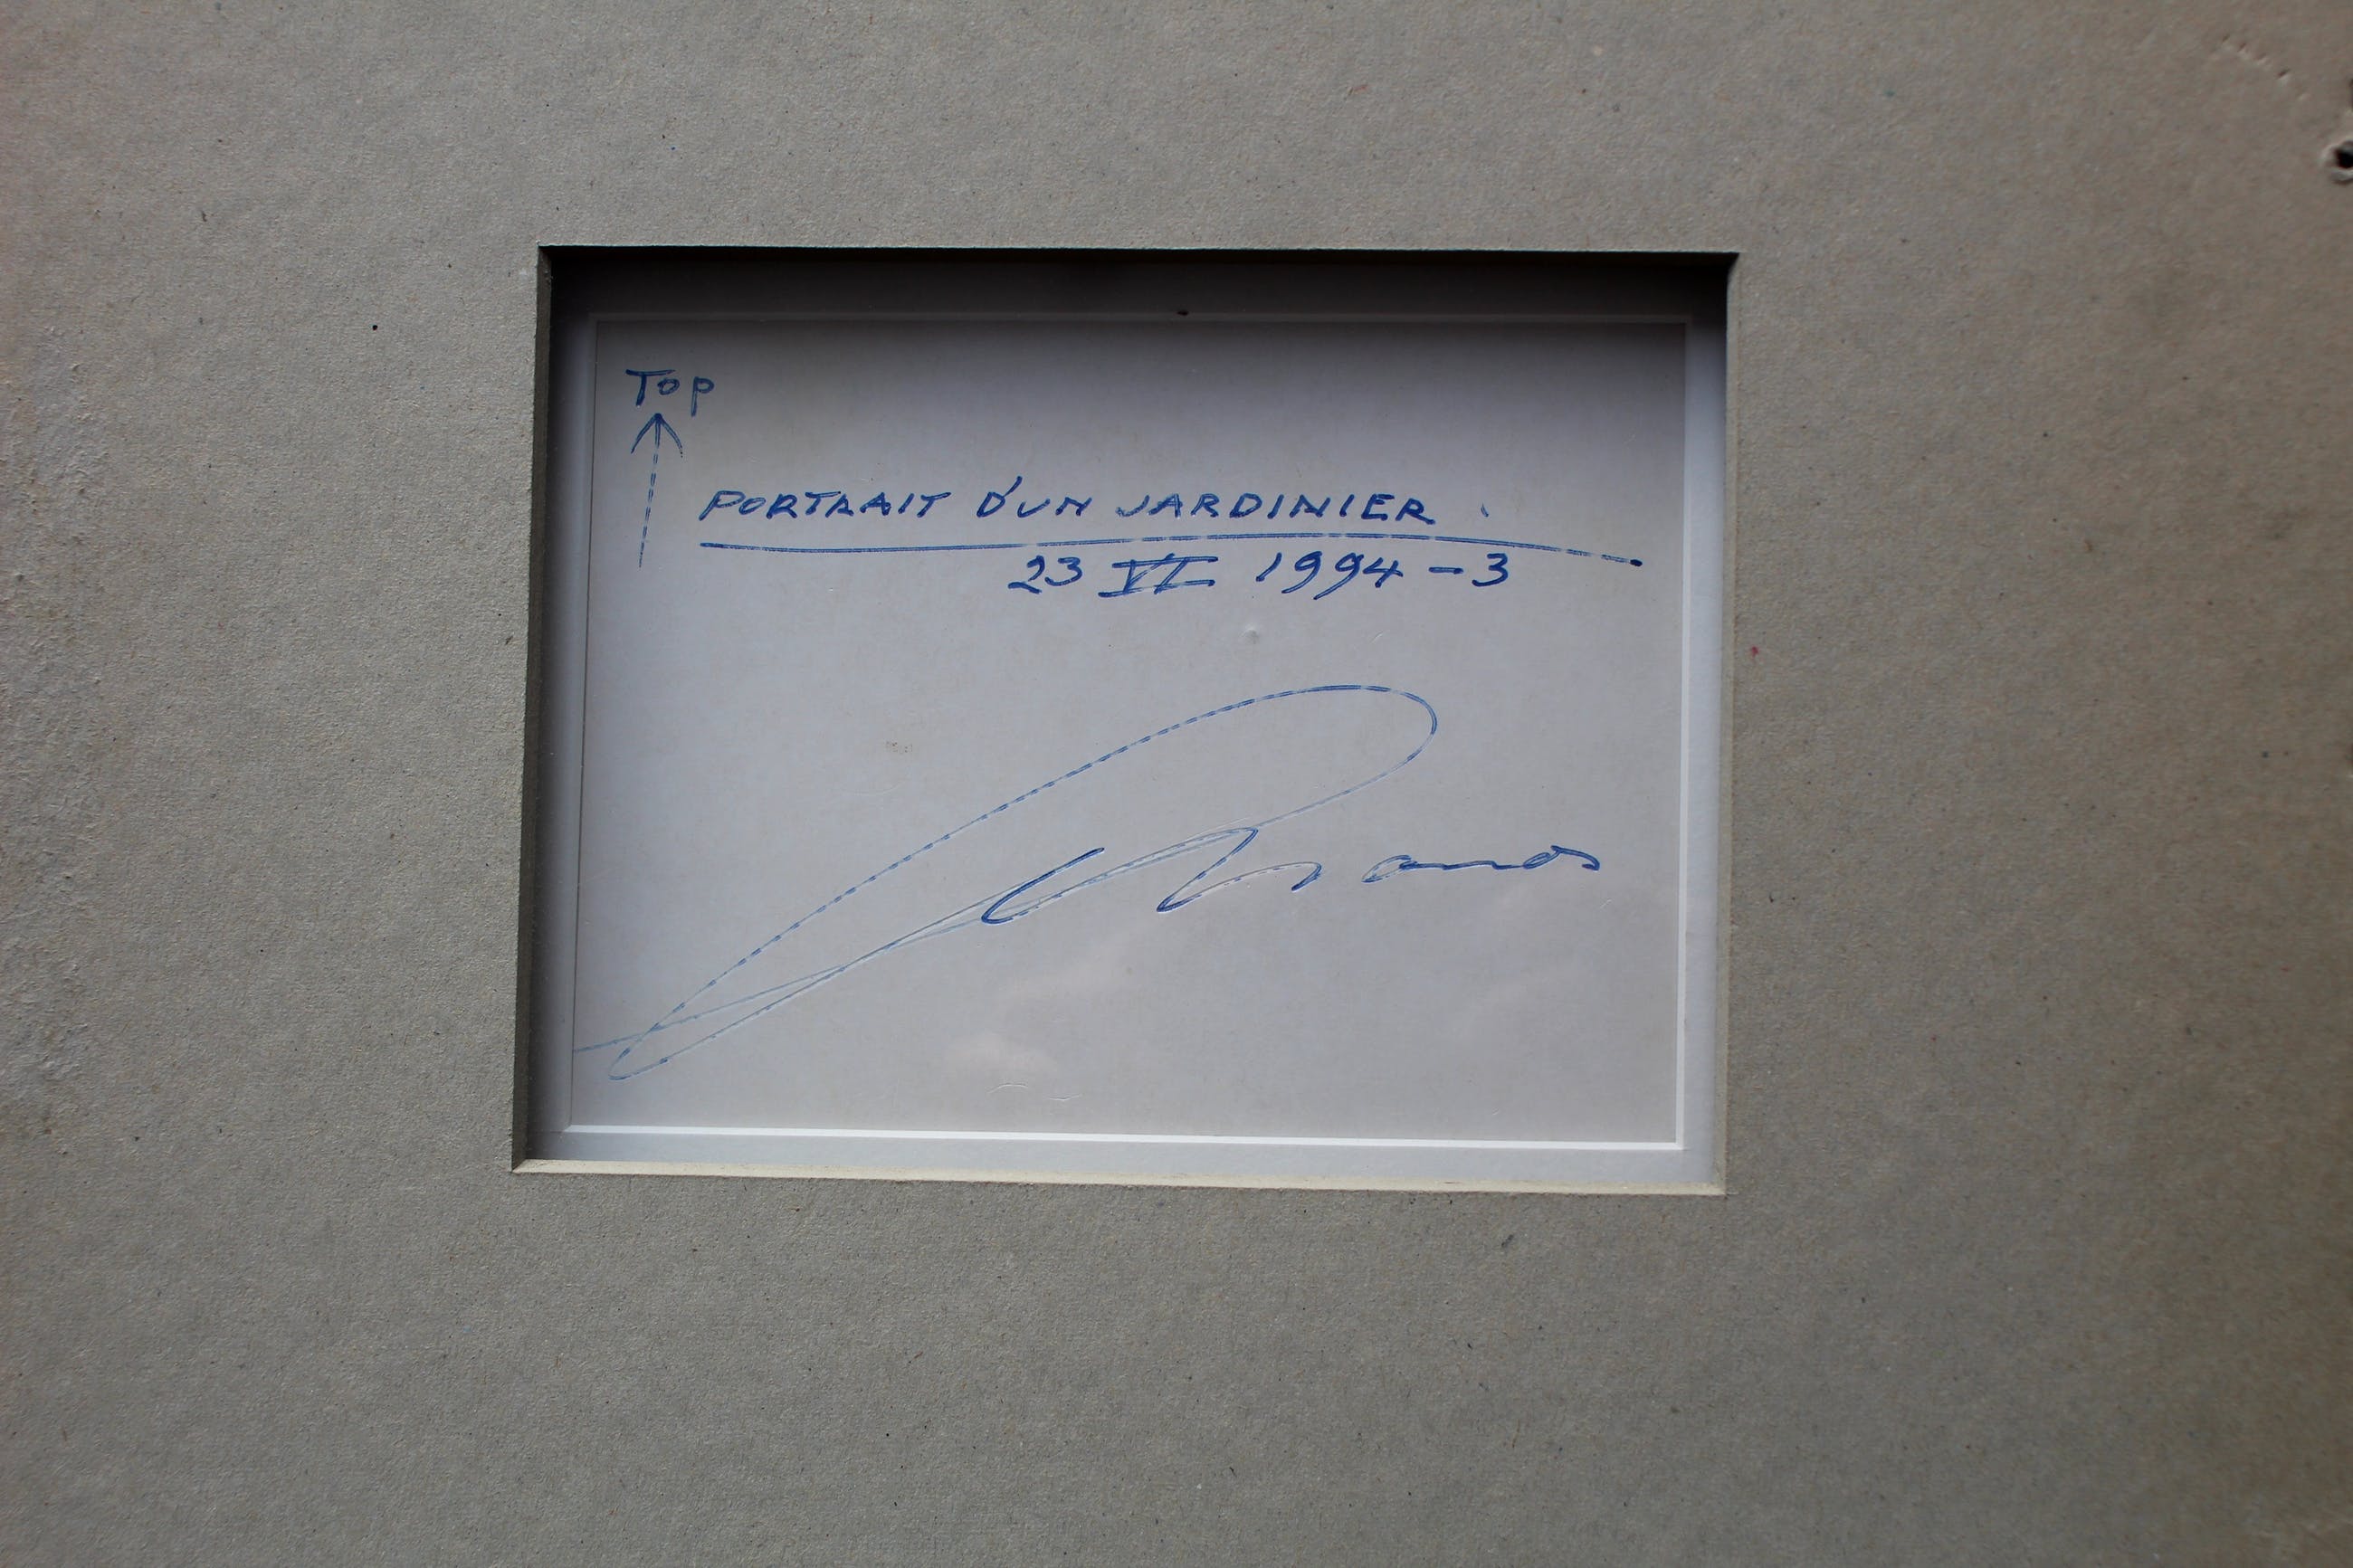 Top
PORTRAIT D'UN JARDINIER.
23 VI 1994-3